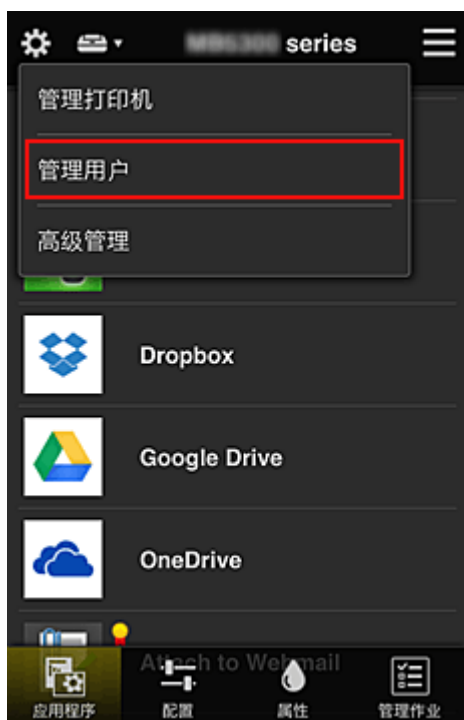 series
管理打印机
管理用户
高级管理
Dropbox
Google Drive
OneDrive
Attach to Webmail
应用程序
配置
属性
管理作业